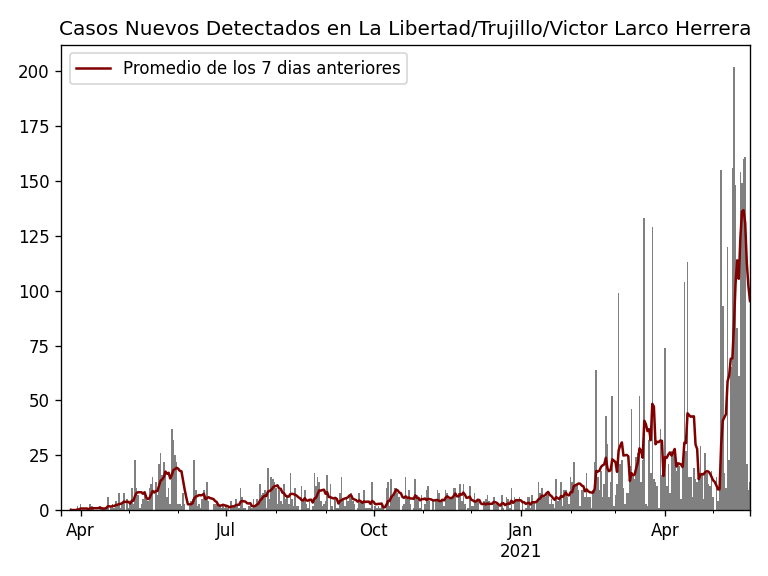 Casos Nuevos Detectados en La Libertad/Trujillo/Victor Larco Herrera
Promedio de los 7 dias anteriores
200
175
150
125
100
75
50
25
0
Apr
Jul
Oct
Jan
2021
Apr